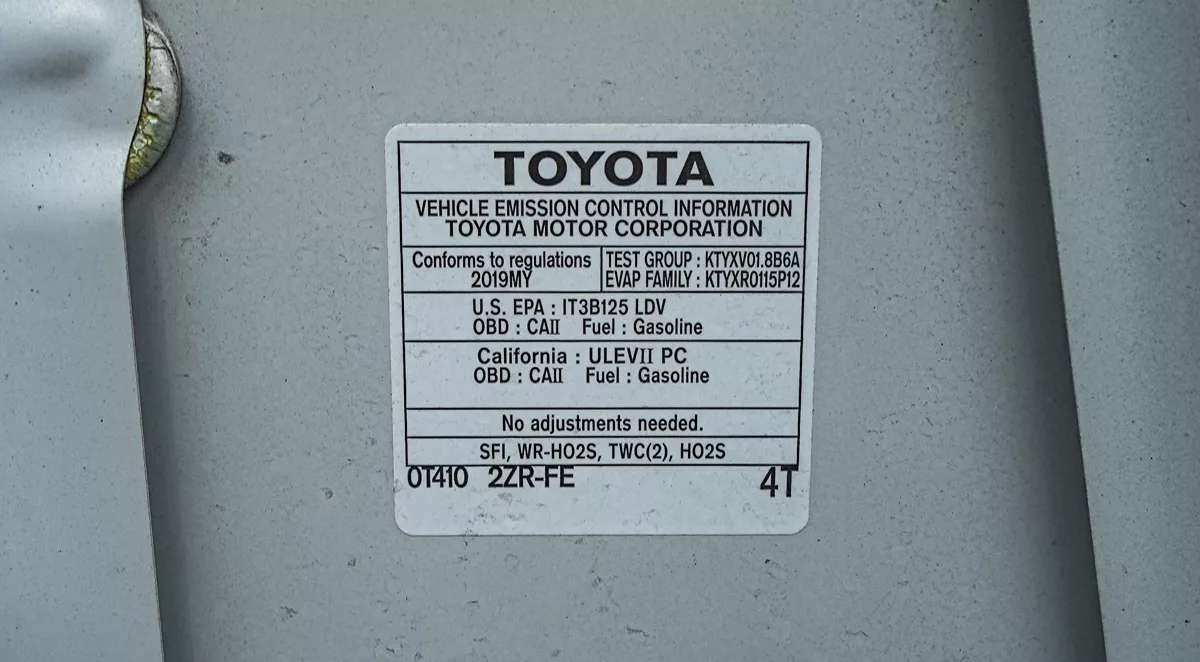 TOYOTA
VEHICLE EMISSION CONTROL INFORMATION
TOYOTA MOTOR CORPORATION
Conforms to regulations
2019MY
TEST GROUP : KTYXV01.8B6A
EVAP FAMILY : KTYXR0115P12
U.S. EPA : IT3B125 LDV
OBD : CAII Fuel : Gasoline
California : ULEVII PC
OBD : CAII Fuel : Gasoline
No adjustments needed.
SFI, WR-HO2S, TWC(2), HO2S
0T410 2ZR-FE 4T